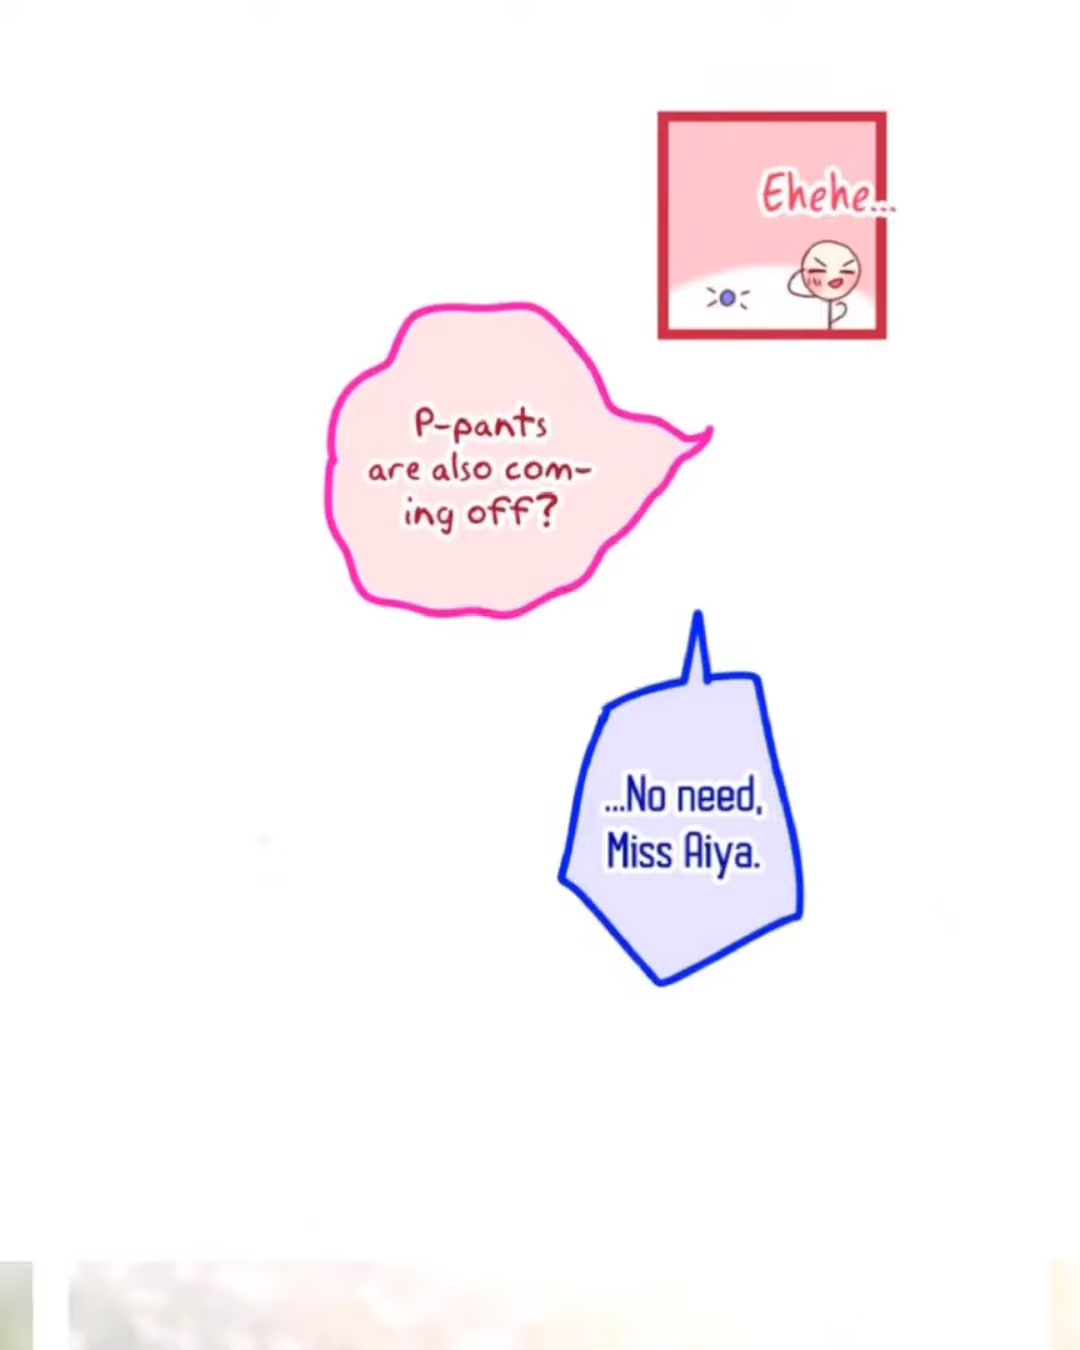 Ehehe...
P-pants
are also com-
ing off?
...No need,
Miss Aiya.